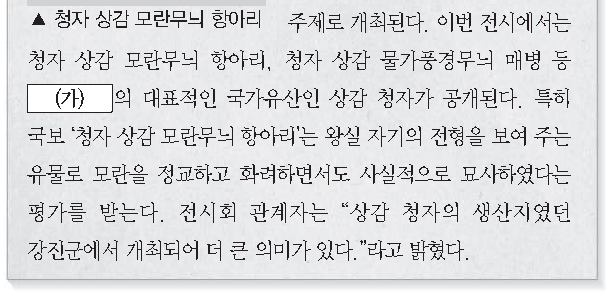 ▲ 청자 상감 모란무늬 항아리 주제로 개최된다. 이번 전시에서는
청자 상감 모란무늬 항아리, 청자 상감 물가풍경무늬 매병 등
(가)의 대표적인 국가유산인 상감 청자가 공개된다. 특히
국보 ‘청자 상감 모란무늬 항아리’는 왕실 자기의 전형을 보여 주는
유물로 모란을 정교하고 화려하면서도 사실적으로 묘사하였다는
평가를 받는다. 전시회 관계자는 “상감 청자의 생산지였던
강진군에서 개최되어 더 큰 의미가 있다.”라고 밝혔다.